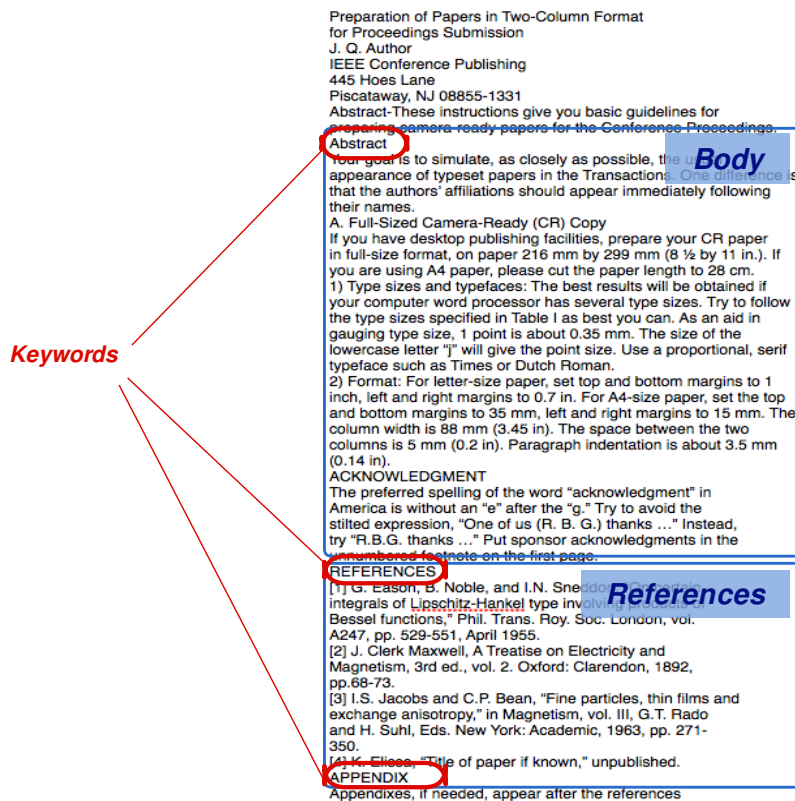 Preparation of Papers in Two-Column Format
for Proceedings Submission
J. Q. Author
IEEE Conference Publishing
445 Hoes Lane
Piscataway, NJ 08855-1331
Abstract-These instructions give you basic guidelines for
preparing camera-ready papers for the Conference Proceedings.
Abstract
Body
Your goal is to simulate, as closely as possible, the
appearance of typeset papers in the Transactions. One difference is
that the authors’ affiliations should appear immediately following
their names.
A. Full-Sized Camera-Ready (CR) Copy
If you have desktop publishing facilities, prepare your CR paper
in full-size format, on paper 216 mm by 299 mm (8 ½ by 11 in.). If
you are using A4 paper, please cut the paper length to 28 cm.
1) Type sizes and typefaces: The best results will be obtained if
your computer word processor has several type sizes. Try to follow
the type sizes specified in Table I as best you can. As an aid in
gauging type size, 1 point is about 0.35 mm. The size of the
lowercase letter “j” will give the point size. Use a proportional, serif
typeface such as Times or Dutch Roman.
Keywords
2) Format: For letter-size paper, set top and bottom margins to 1
inch, left and right margins to 0.7 in. For A4-size paper, set the top
and bottom margins to 35 mm, left and right margins to 15 mm. The
column width is 88 mm (3.45 in). The space between the two
columns is 5 mm (0.2 in). Paragraph indentation is about 3.5 mm
(0.14 in).
ACKNOWLEDGMENT
The preferred spelling of the word “acknowledgment” in
America is without an “e” after the “g.” Try to avoid the
stilted expression, “One of us (R. B. G.) thanks …” Instead,
try “R.B.G. thanks …” Put sponsor acknowledgments in the
unnumbered footnote on the first page.
REFERENCES
References
[1] G. Eason, B. Noble, and I.N. Sneddon, “On certain
integrals of Lipschitz-Hankel type involving products of
Bessel functions,” Phil. Trans. Roy. Soc. London, vol.
A247, pp. 529-551, April 1955.
[2] J. Clerk Maxwell, A Treatise on Electricity and
Magnetism, 3rd ed., vol. 2. Oxford: Clarendon, 1892,
pp.68-73.
[3] I.S. Jacobs and C.P. Bean, “Fine particles, thin films and
exchange anisotropy,” in Magnetism, vol. III, G.T. Rado
and H. Suhl, Eds. New York: Academic, 1963, pp. 271-
350.
[4] K. Elissa, “Title of paper if known,” unpublished.
APPENDIX
Appendixes, if needed, appear after the references